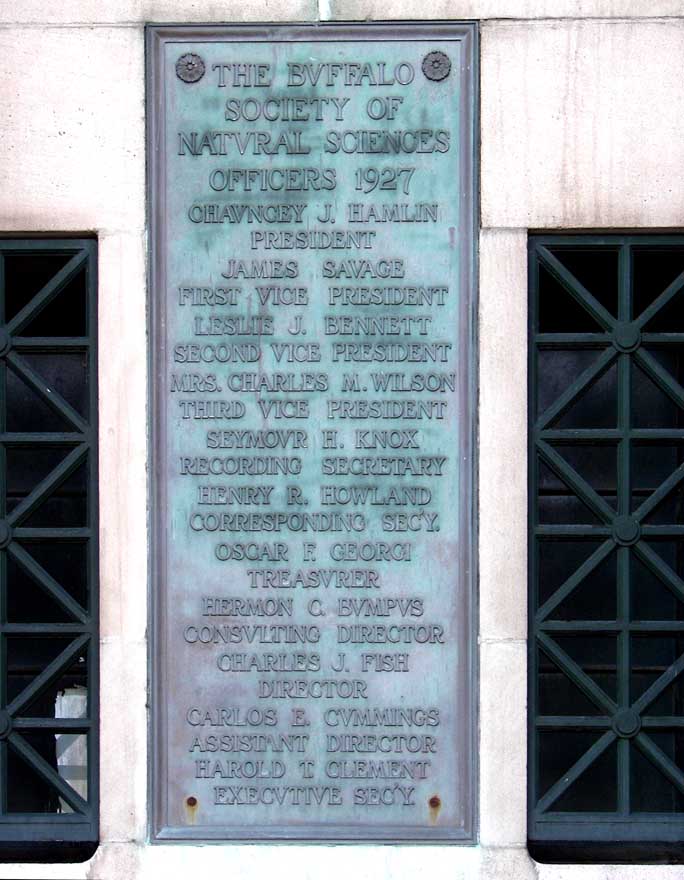 THE BVFFALO
SOCIETY OF
NATVRAL SCIENCES
OFFICERS 1927
CHAVNCEY J. HAMLIN
PRESIDENT
JAMES SAVAGE
FIRST VICE PRESIDENT
LESLIE J. BENNETT
SECOND VICE PRESIDENT
MRS. CHARLES M. WILSON
THIRD VICE PRESIDENT
SEYMOVR H. KNOX
RECORDING SECRETARY
HENRY R. HOWLAND
CORRESPONDING SEC'Y.
OSCAR F. GEORGI
TREASVRER
HERMON C. BVMPVS
CONSVLTING DIRECTOR
CHARLES J. FISH
DIRECTOR
CARLOS E. CVMMINGS
ASSISTANT DIRECTOR
HAROLD T. CLEMENT
EXECVTIVE SEC'Y.